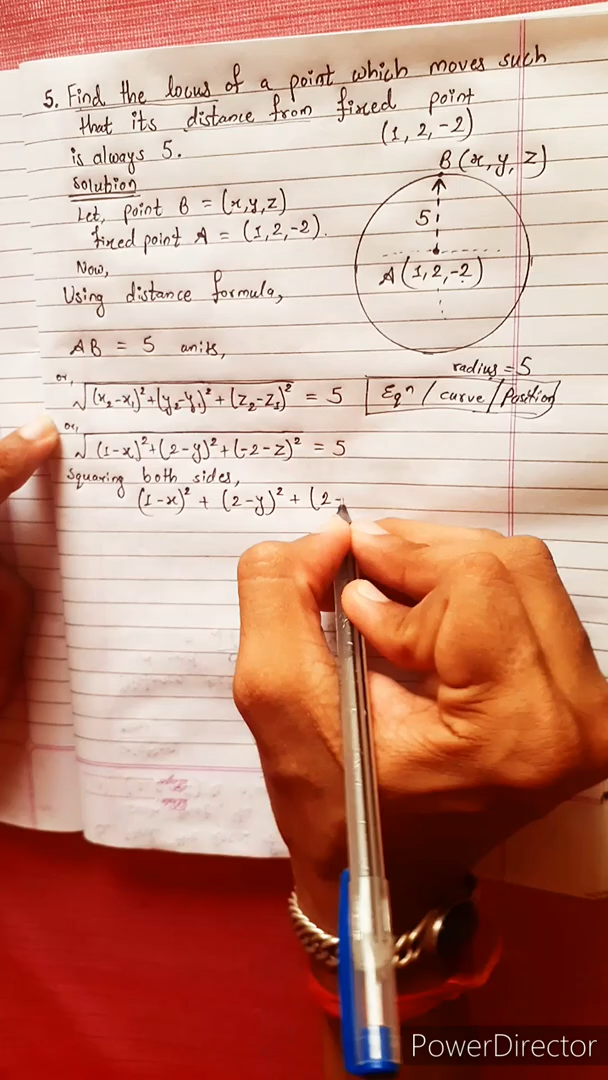 5. Find the locus of a point which moves such
that its distance from fixed point
(1, 2, -2)
is always 5.
Solution
B (x, y, z)
Let, point B = (x, y, z)
fixed point A = (1, 2, -2).
5
Now,
A (1, 2, -2)
Using distance formula,
AB = 5 units,
radius = 5
or, √(x₂-x₁)²+(y₂-y₁)²+(z₂-z₁)² = 5
Eqⁿ / curve / position
or, √(1-x)²+(2-y)²+(-2-z)² = 5
Squaring both sides,
(1-x)² + (2-y)² + (2-
PowerDirector